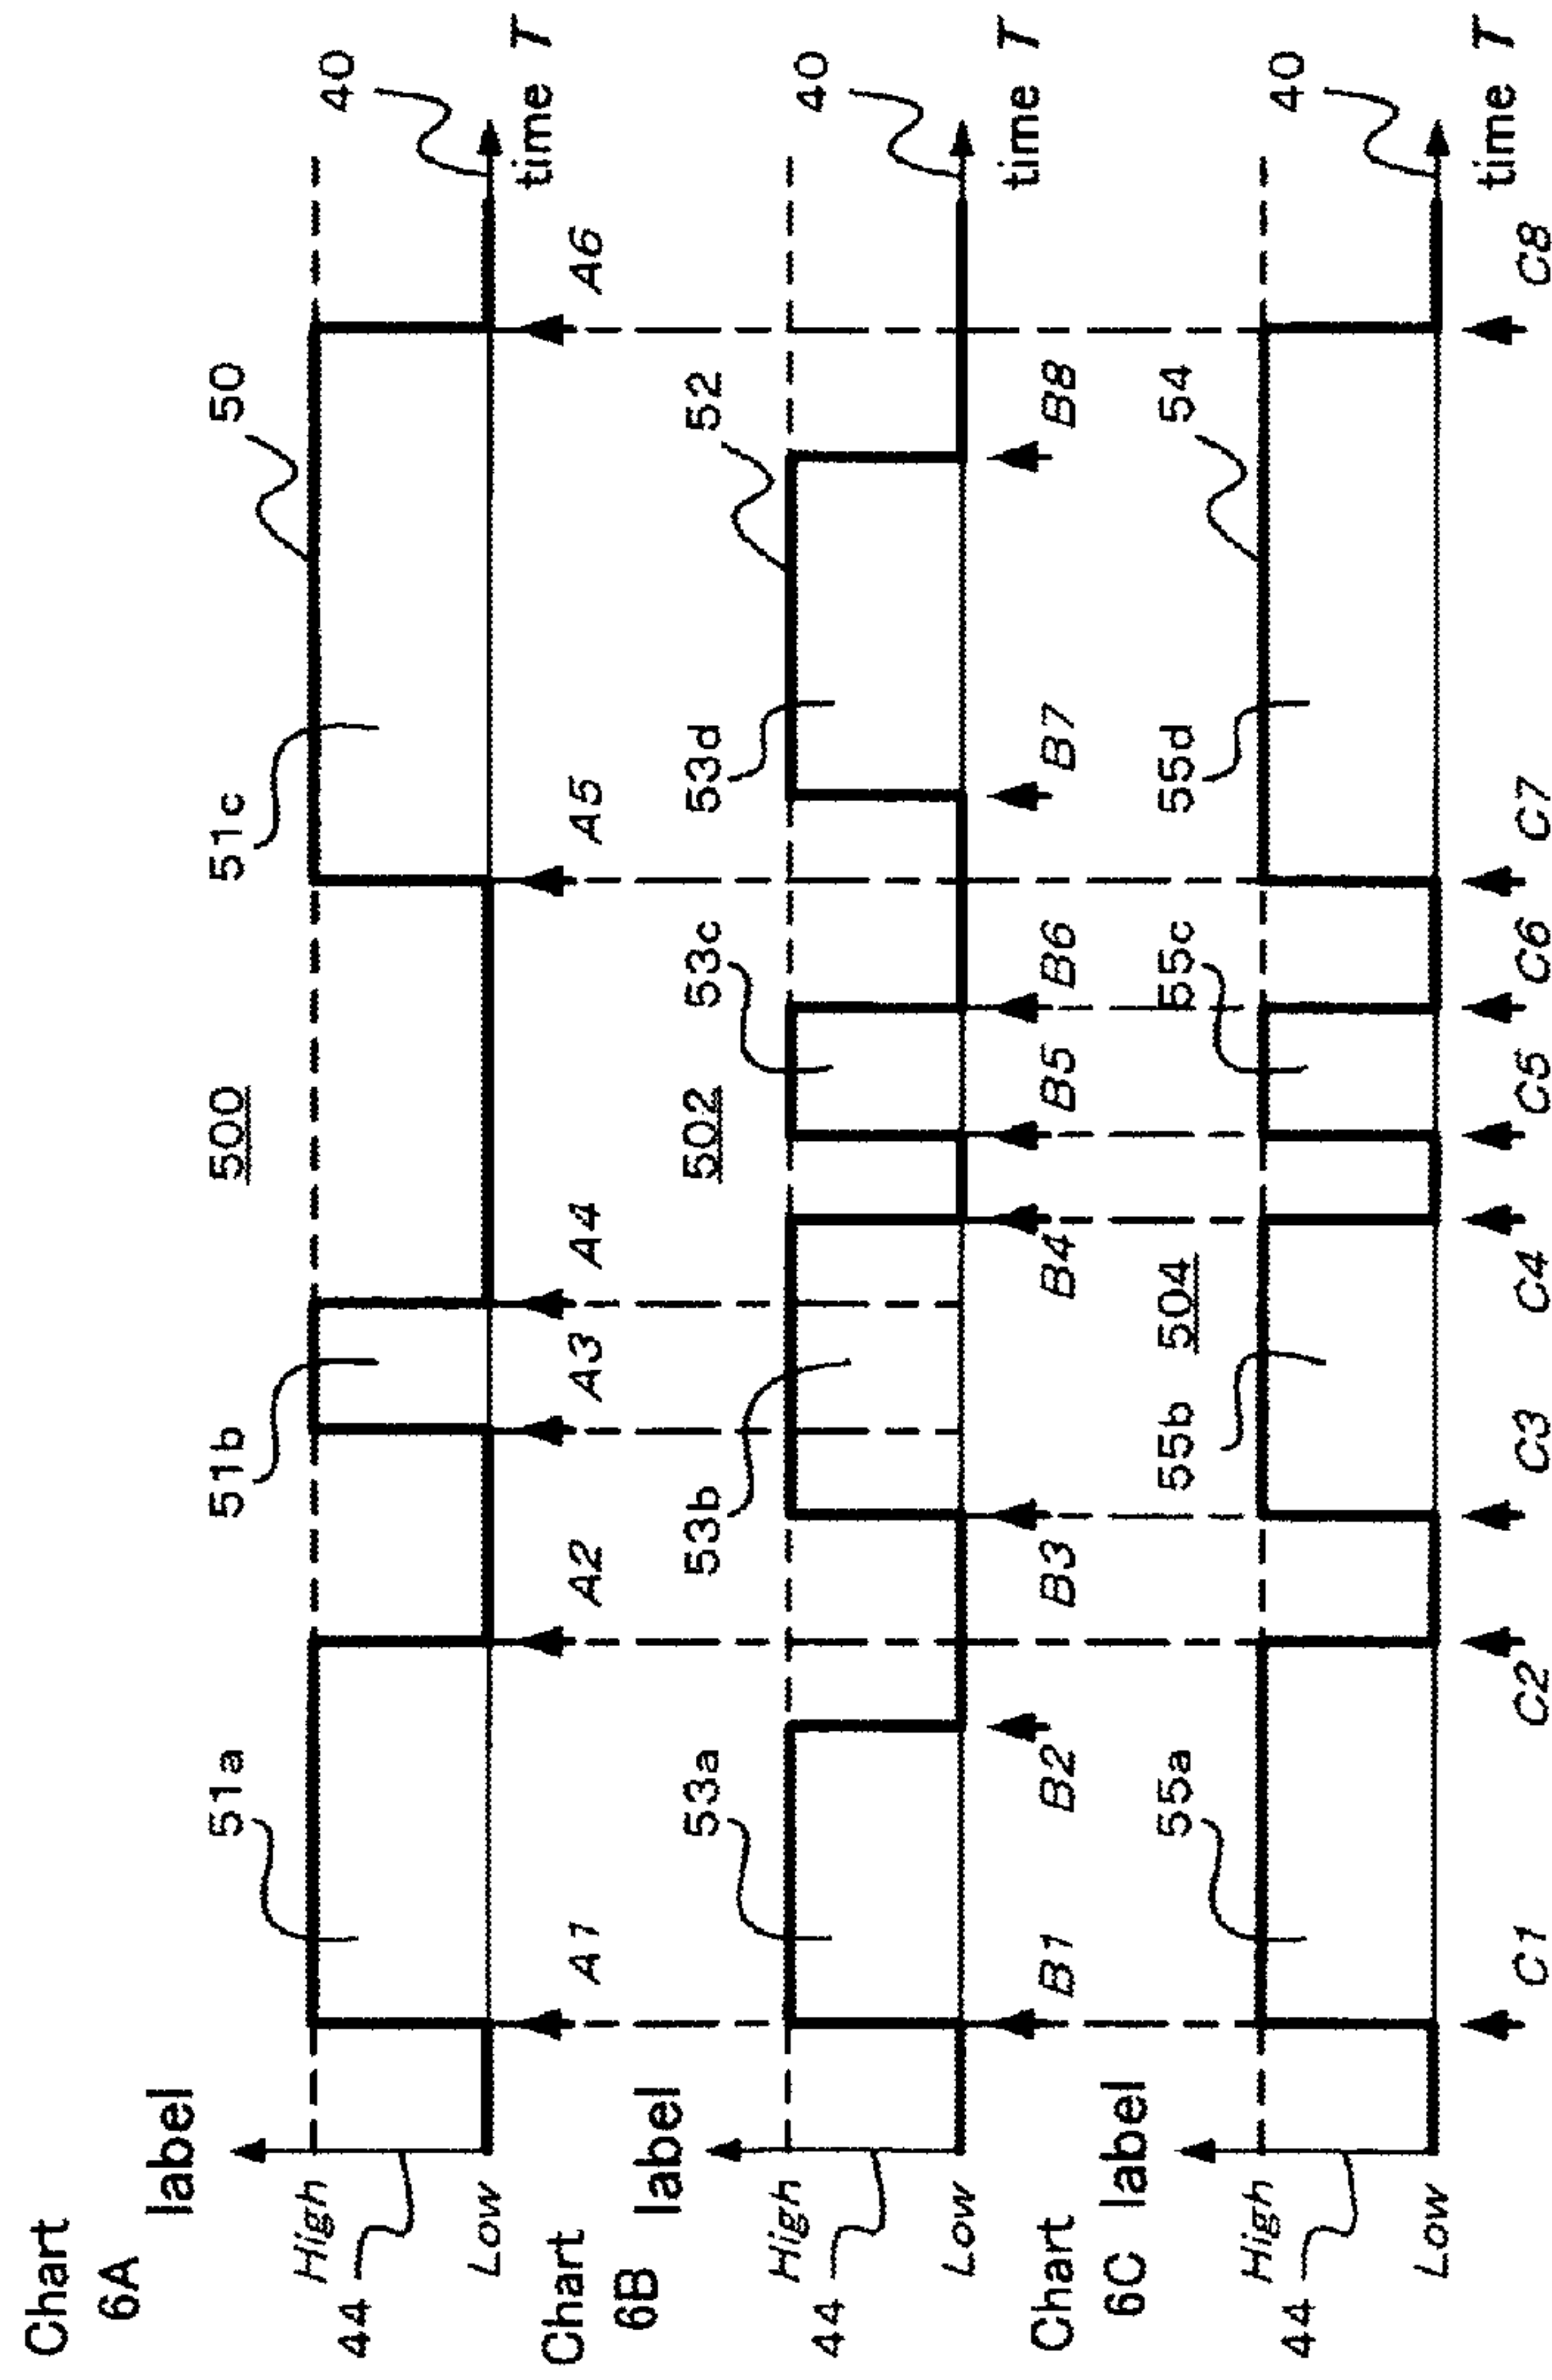 Chart
6A
label
High
Low
44
500
50
51a
51b
51c
40
time T
A1
A2
A3
A4
A5
A6
Chart
6B
label
High
Low
44
502
52
53a
53b
53c
53d
40
time T
B1
B2
B3
B4
B5
B6
B7
B8
Chart
6C
label
High
Low
44
504
54
55a
55b
55c
55d
40
time T
C1
C2
C3
C4
C5
C6
C7
C8